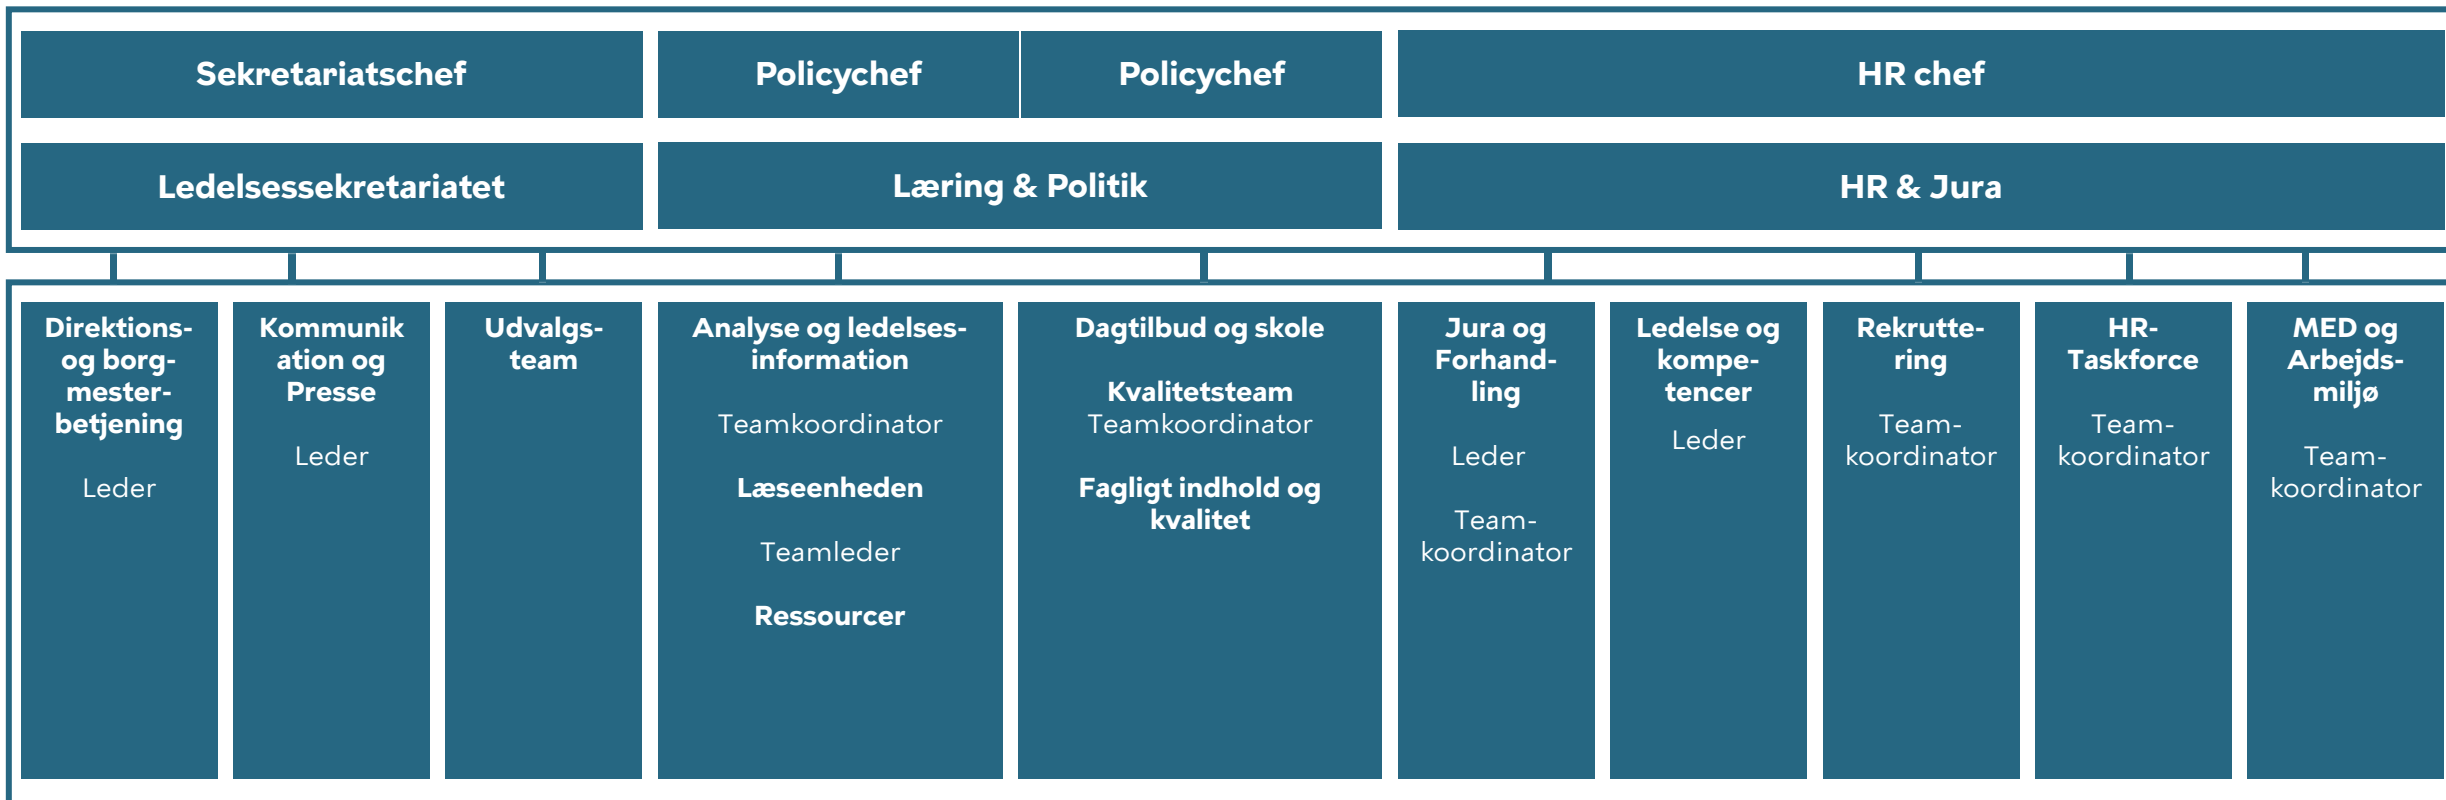 Sekretariatschef
Policychef
Policychef
HR chef
Ledelsessekretariatet
Læring & Politik
HR & Jura
Direktions-
og borg-
mester-
betjening
Leder
Kommunik
ation og
Presse
Leder
Udvalgs-
team
Analyse og ledelses-
information
Teamkoordinator
Læseenheden
Teamleder
Ressourcer
Dagtilbud og skole
Kvalitetsteam
Teamkoordinator
Fagligt indhold og
kvalitet
Jura og
Forhand-
ling
Leder
Team-
koordinator
Ledelse og
kompe-
tencer
Leder
Rekrutte-
ring
Team-
koordinator
HR-
Taskforce
Team-
koordinator
MED og
Arbejds-
miljø
Team-
koordinator